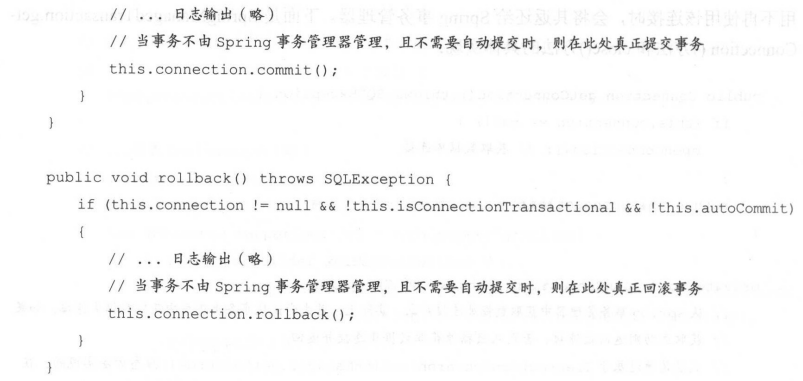 // ... 日志输出（略）
// 当事务不由 Spring 事务管理器管理，且不需要自动提交时，则在此处真正提交事务
this.connection.commit();
}
}
public void rollback() throws SQLException {
if (this.connection != null && !this.isConnectionTransactional && !this.autoCommit)
{
// ... 日志输出（略）
// 当事务不由 Spring 事务管理器管理，且不需要自动提交时，则在此处真正回滚事务
this.connection.rollback();
}
}